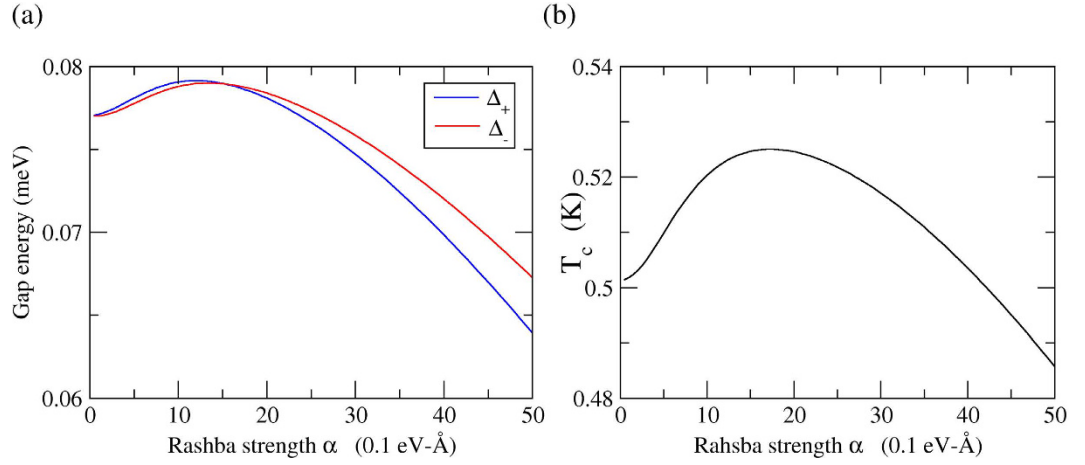 (a)
0.08
0.07
0.06
Gap energy (meV)
Δ₊
Δ₋
0 10 20 30 40 50
Rashba strength α (0.1 eV-Å)
(b)
0.54
0.52
0.5
0.48
T_c (K)
0 10 20 30 40 50
Rahsba strength α (0.1 eV-Å)